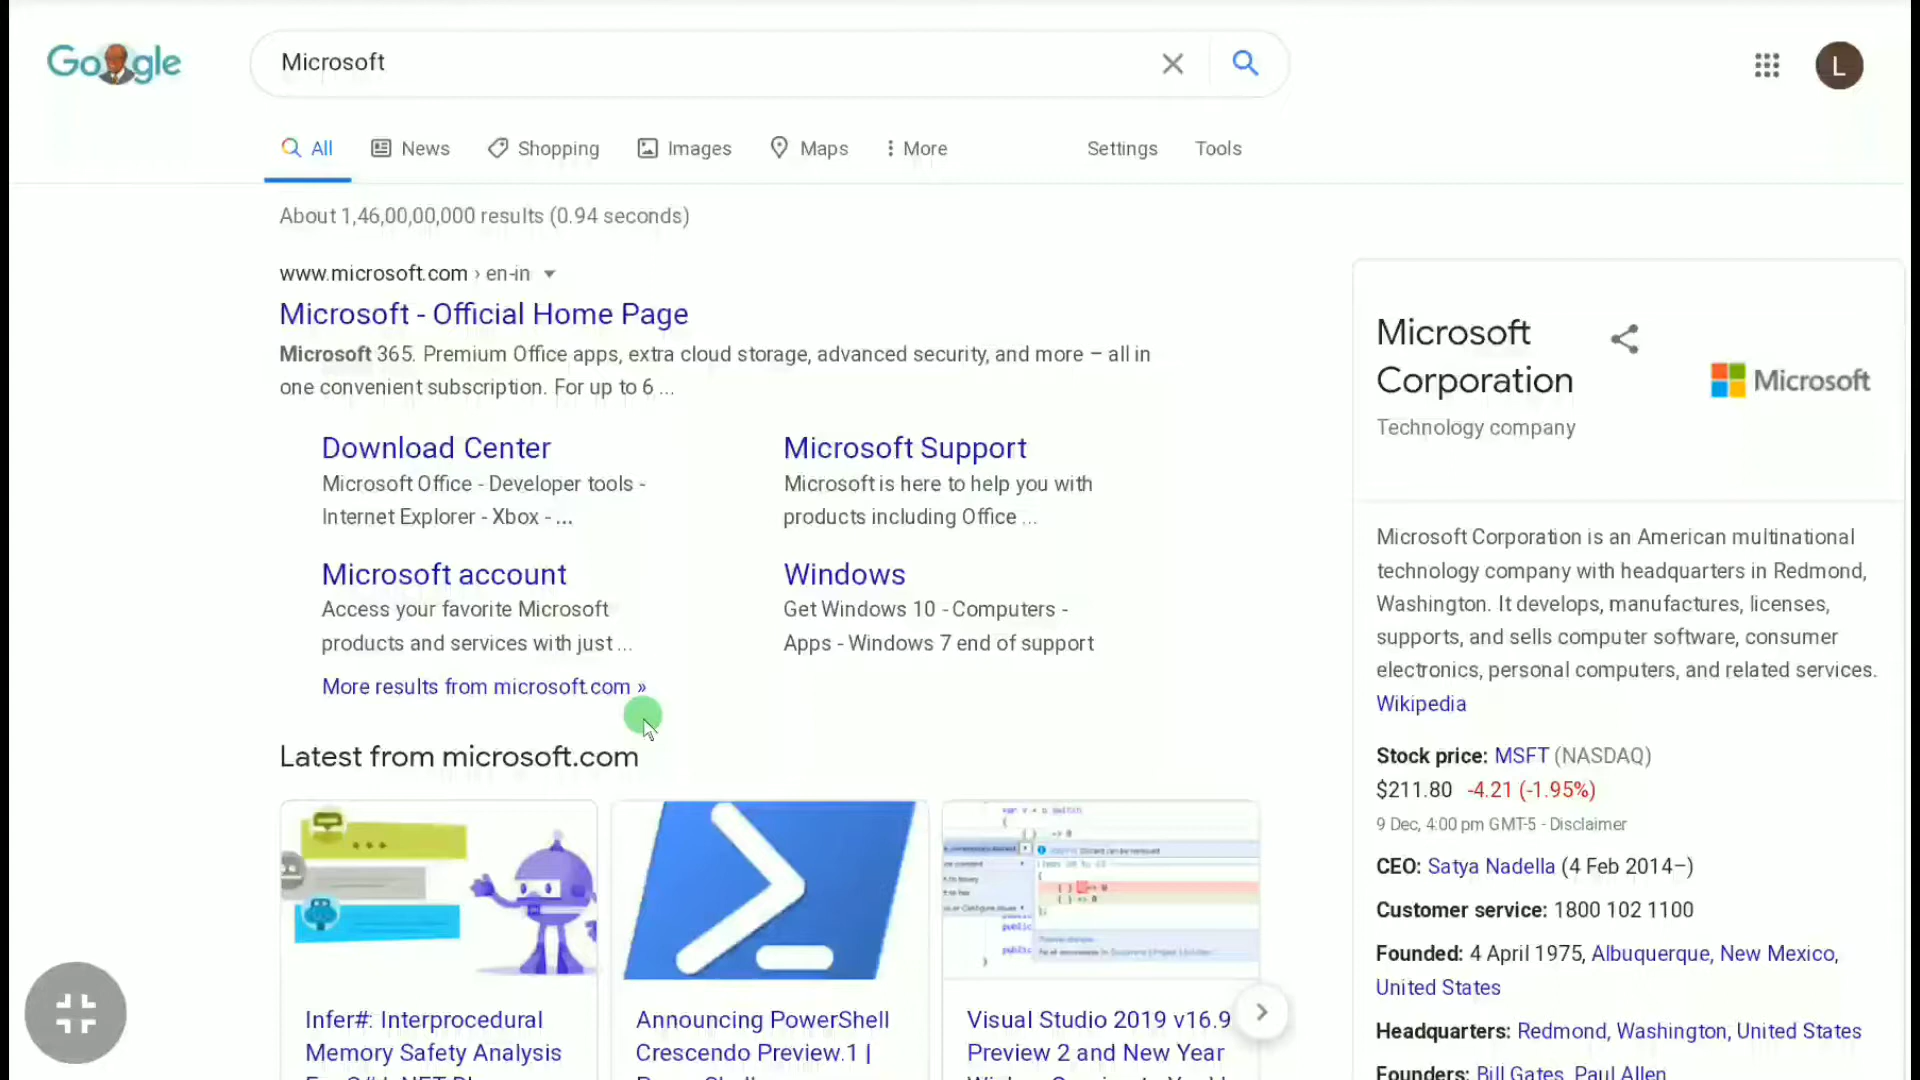 Google
Microsoft
L
All
News
Shopping
Images
Maps
More
Settings
Tools
About 1,46,00,00,000 results (0.94 seconds)
www.microsoft.com › en-in
Microsoft - Official Home Page
Microsoft 365. Premium Office apps, extra cloud storage, advanced security, and more – all in
one convenient subscription. For up to 6 ...
Download Center
Microsoft Office - Developer tools -
Internet Explorer - Xbox - ...
Microsoft Support
Microsoft is here to help you with
products including Office ...
Microsoft account
Access your favorite Microsoft
products and services with just ...
Windows
Get Windows 10 - Computers -
Apps - Windows 7 end of support
More results from microsoft.com »
Latest from microsoft.com
Infer#: Interprocedural
Memory Safety Analysis
Announcing PowerShell
Crescendo Preview.1 |
Visual Studio 2019 v16.9
Preview 2 and New Year
Microsoft
Corporation
Technology company
Microsoft
Microsoft Corporation is an American multinational
technology company with headquarters in Redmond,
Washington. It develops, manufactures, licenses,
supports, and sells computer software, consumer
electronics, personal computers, and related services.
Wikipedia
Stock price: MSFT (NASDAQ)
$211.80 -4.21 (-1.95%)
9 Dec, 4:00 pm GMT-5 - Disclaimer
CEO: Satya Nadella (4 Feb 2014–)
Customer service: 1800 102 1100
Founded: 4 April 1975, Albuquerque, New Mexico,
United States
Headquarters: Redmond, Washington, United States
Founders: Bill Gates, Paul Allen